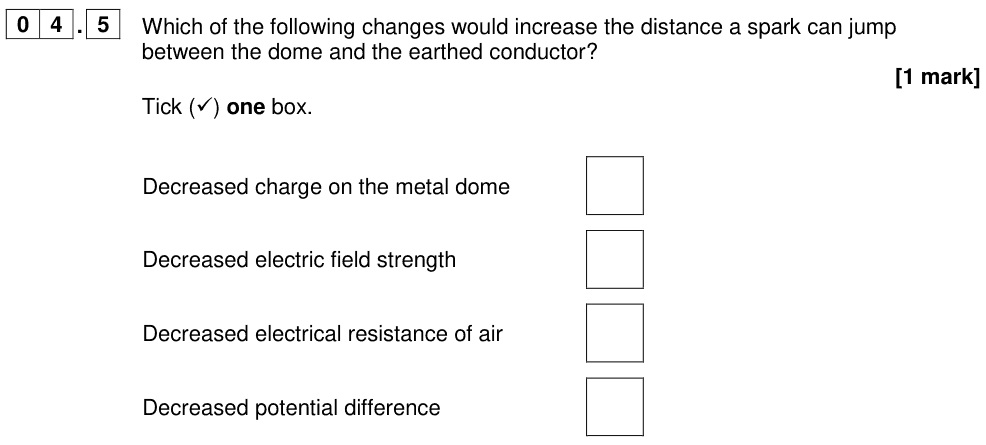 04.5 Which of the following changes would increase the distance a spark can jump
between the dome and the earthed conductor?
[1 mark]
Tick (✓) one box.
Decreased charge on the metal dome
Decreased electric field strength
Decreased electrical resistance of air
Decreased potential difference